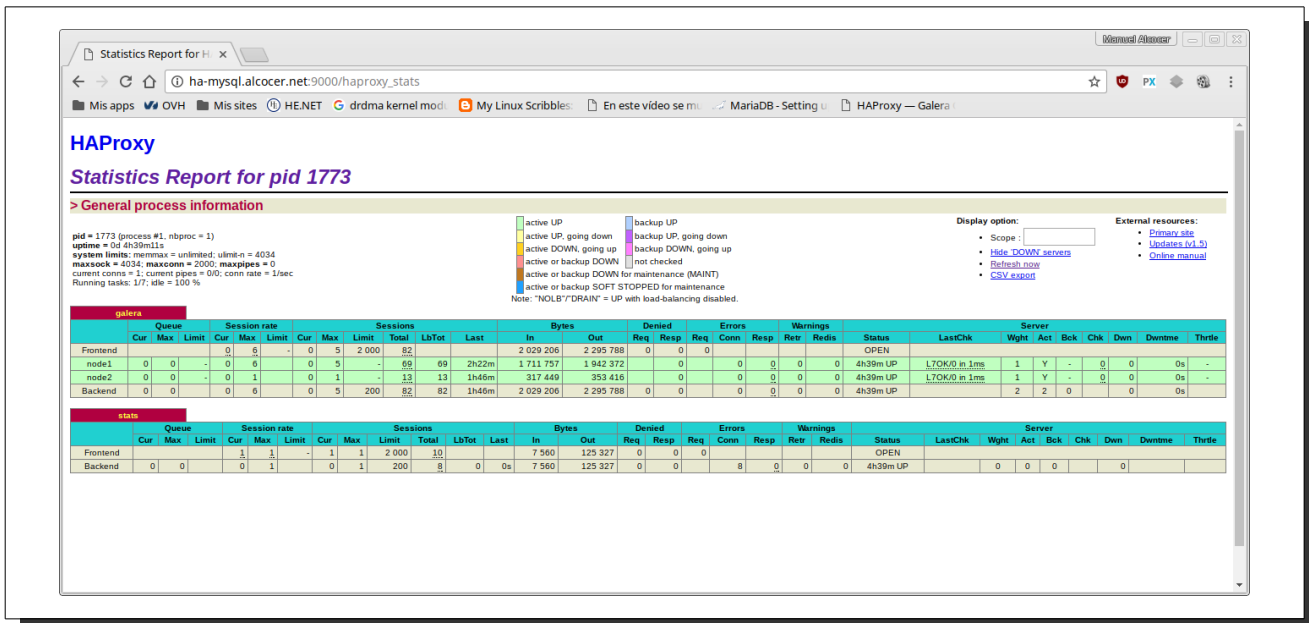 Manuel Alcocer
Statistics Report for H
ha-mysql.alcocer.net:9000/haproxy_stats
Mis apps OVH Mis sites HE.NET drdma kernel mod My Linux Scribbles En este vídeo se mu MariaDB - Setting u HAProxy — Galera
HAProxy
Statistics Report for pid 1773
> General process information
pid = 1773 (process #1, nbproc = 1)
uptime = 0d 4h39m11s
system limits: memmax = unlimited; ulimit-n = 4034
maxsock = 4034; maxconn = 2000; maxpipes = 0
current conns = 1; current pipes = 0/0; conn rate = 1/sec
Running tasks: 1/7; idle = 100 %
active UP backup UP
active UP, going down backup UP, going down
active DOWN, going up backup DOWN, going up
active or backup DOWN not checked
active or backup DOWN for maintenance (MAINT)
active or backup SOFT STOPPED for maintenance
Note: "NOLB"/"DRAIN" = UP with load-balancing disabled.
Display option:
Scope :
Hide 'DOWN' servers
Refresh now
CSV export
External resources:
Primary site
Updates (v1.5)
Online manual
galera
Queue Session rate Sessions Bytes Denied Errors Warnings Server
Cur Max Limit Cur Max Limit Cur Max Limit Total LbTot Last In Out Req Resp Req Conn Resp Retr Redis Status LastChk Wght Act Bck Chk Dwn Dwntme Thrtle
Frontend 0 6 - 0 5 2 000 82 2 029 206 2 295 788 0 0 0 OPEN
node1 0 0 - 0 6 0 5 - 69 69 2h22m 1 711 757 1 942 372 0 0 0 0 0 4h39m UP L7OK/0 in 1ms 1 Y - 0 0 0s -
node2 0 0 - 0 1 0 1 - 13 13 1h46m 317 449 353 416 0 0 0 0 0 4h39m UP L7OK/0 in 1ms 1 Y - 0 0 0s -
Backend 0 0 0 6 0 5 200 82 82 1h46m 2 029 206 2 295 788 0 0 0 0 0 0 4h39m UP 2 2 0 0 0s
stats
Queue Session rate Sessions Bytes Denied Errors Warnings Server
Cur Max Limit Cur Max Limit Cur Max Limit Total LbTot Last In Out Req Resp Req Conn Resp Retr Redis Status LastChk Wght Act Bck Chk Dwn Dwntme Thrtle
Frontend 1 1 - 1 1 2 000 10 7 560 125 327 0 0 0 OPEN
Backend 0 0 0 1 0 1 200 8 0 0s 7 560 125 327 0 0 8 0 0 0 4h39m UP 0 0 0 0